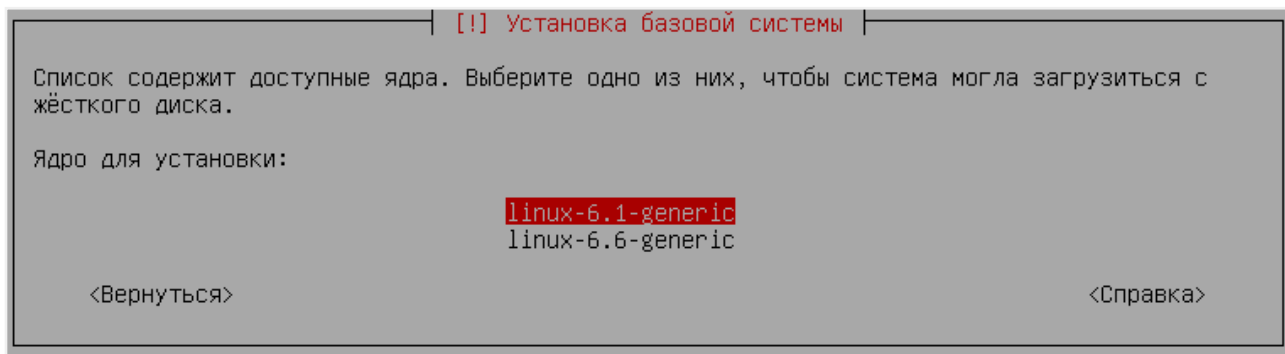 [!] Установка базовой системы
Список содержит доступные ядра. Выберите одно из них, чтобы система могла загрузиться с
жёсткого диска.
Ядро для установки:
linux-6.1-generic
linux-6.6-generic
<Вернуться> <Справка>